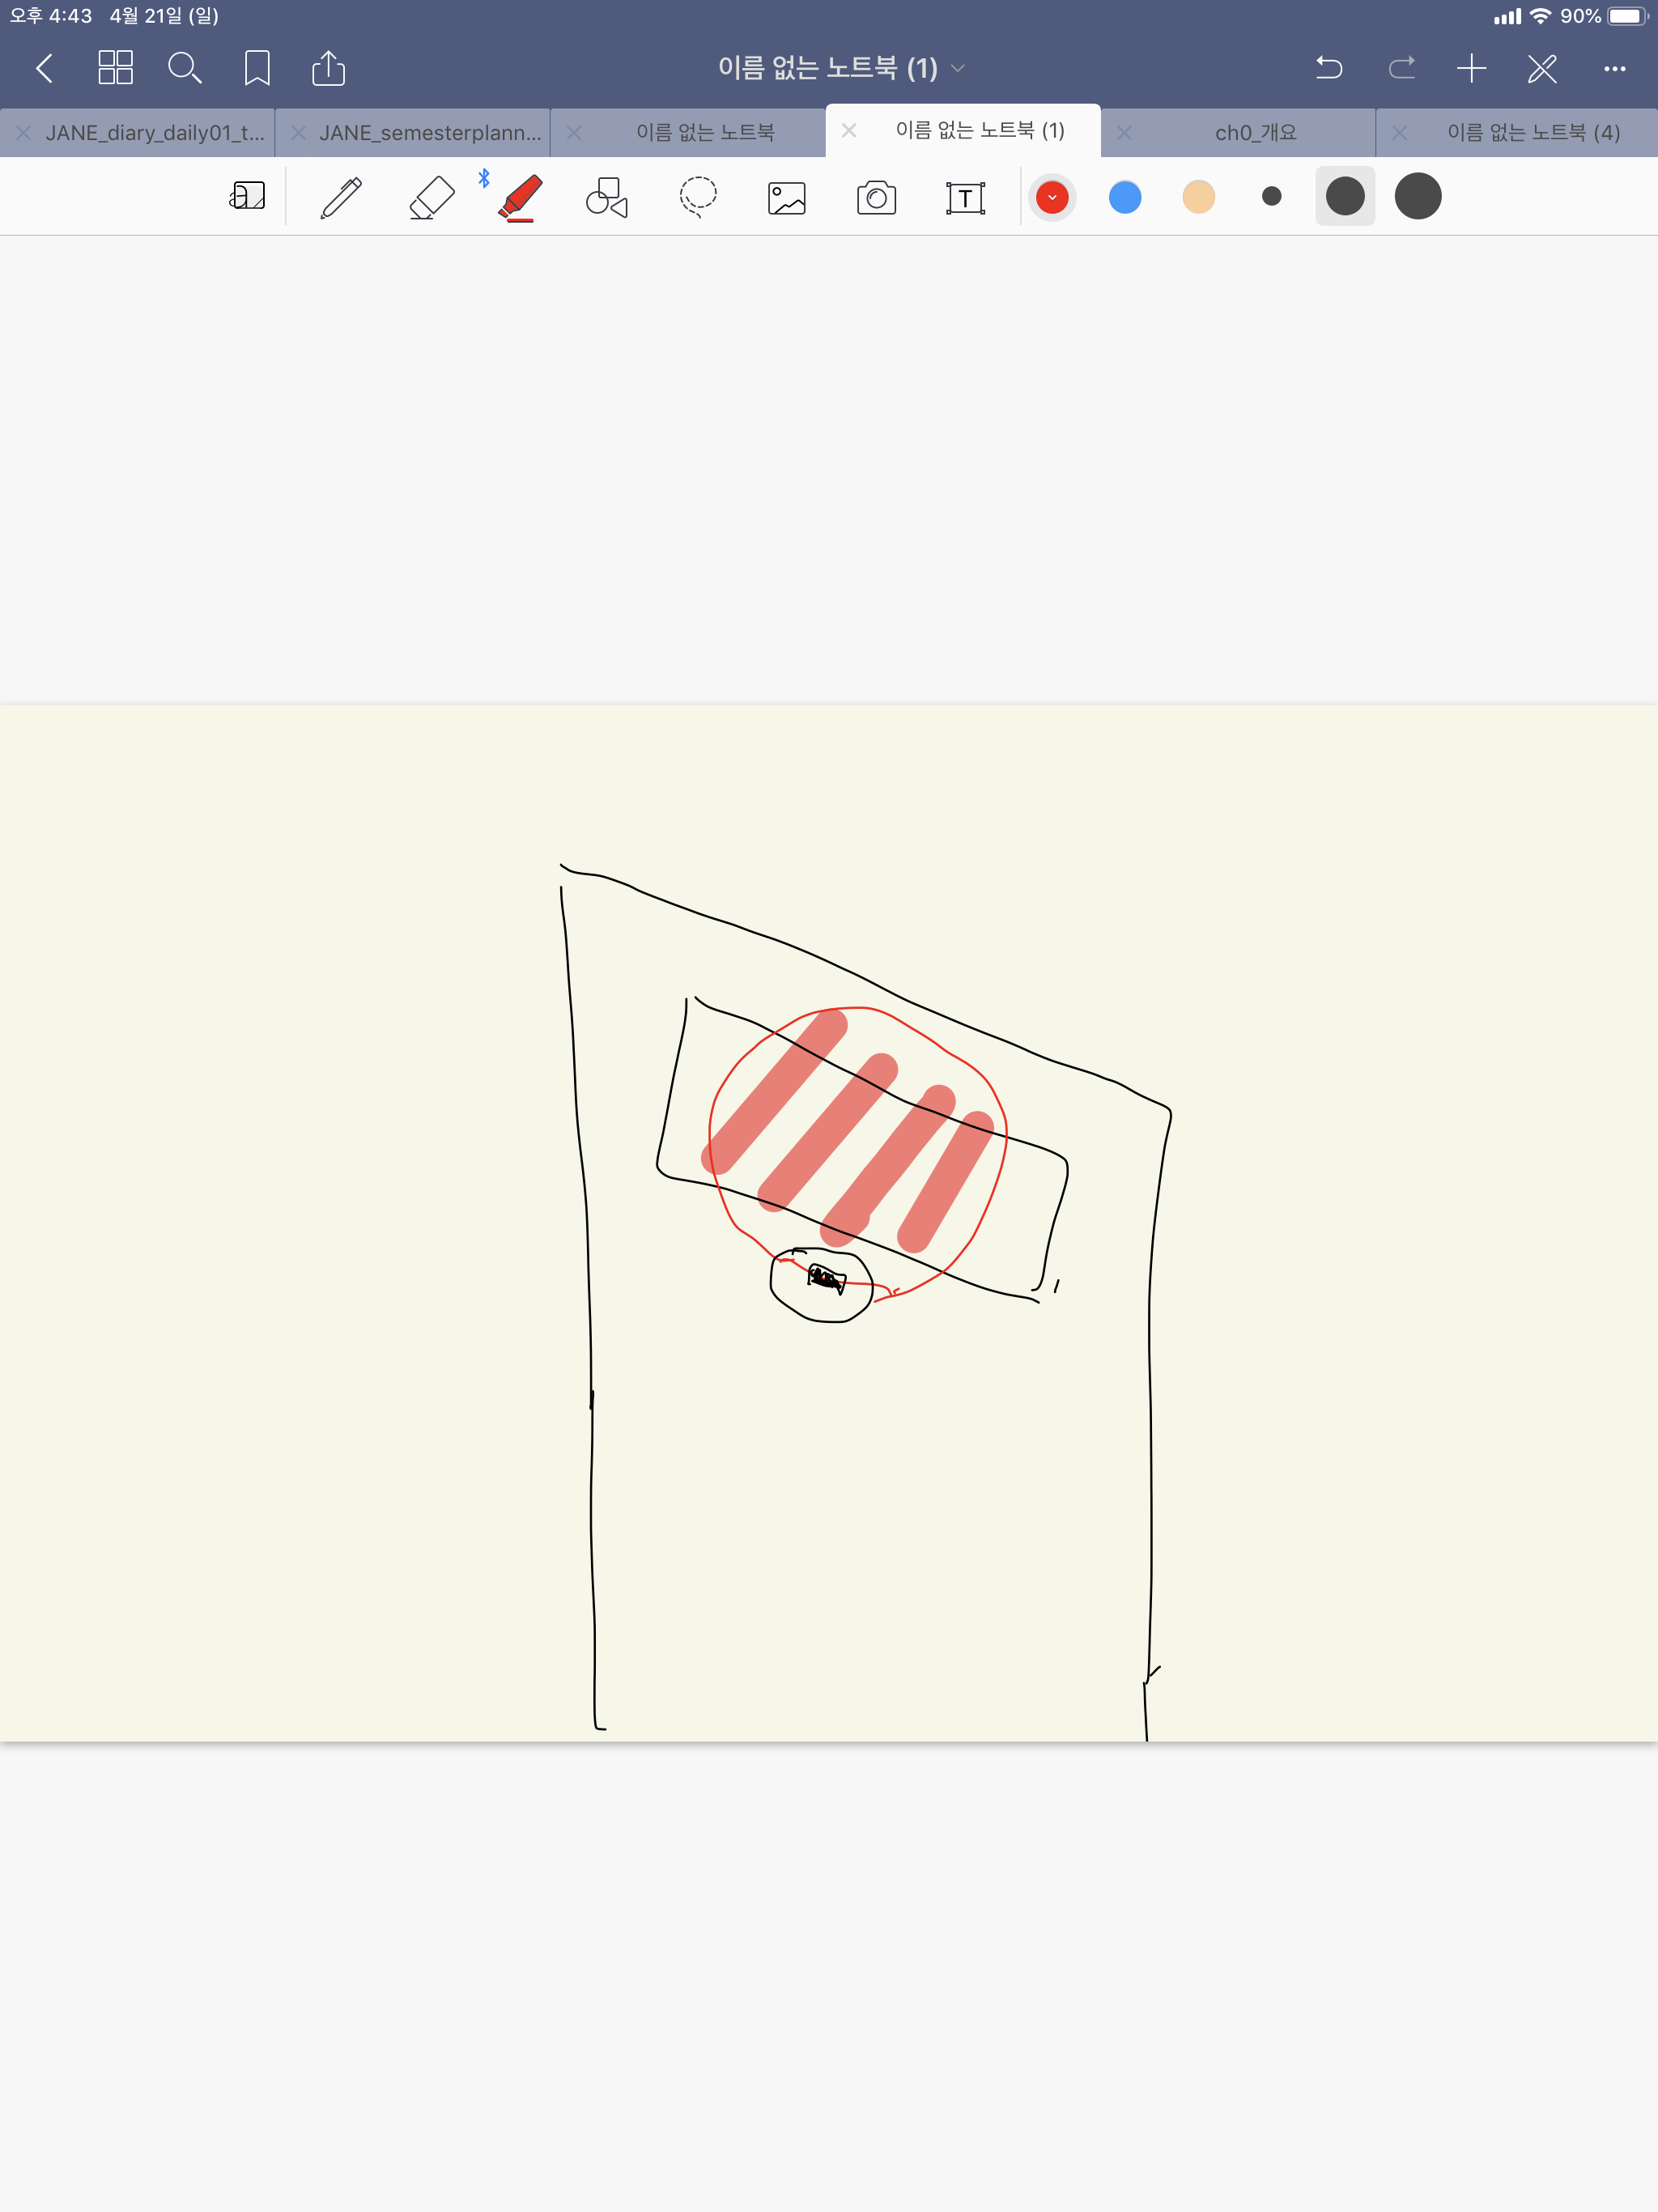 오후 4:43 4월 21일 (일) 90%
이름 없는 노트북 (1)
JANE_diary_daily01_t... JANE_semesterplann... 이름 없는 노트북 이름 없는 노트북 (1) ch0_개요 이름 없는 노트북 (4)
a T